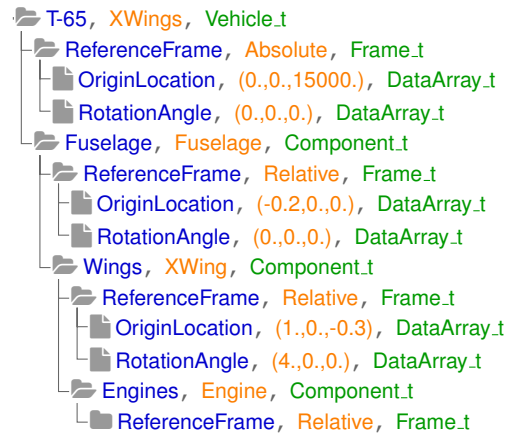 T-65, XWings, Vehicle_t
ReferenceFrame, Absolute, Frame_t
OriginLocation, (0.,0.,15000.), DataArray_t
RotationAngle, (0.,0.,0.), DataArray_t
Fuselage, Fuselage, Component_t
ReferenceFrame, Relative, Frame_t
OriginLocation, (-0.2,0.,0.), DataArray_t
RotationAngle, (0.,0.,0.), DataArray_t
Wings, XWing, Component_t
ReferenceFrame, Relative, Frame_t
OriginLocation, (1.,0.,-0.3), DataArray_t
RotationAngle, (4.,0.,0.), DataArray_t
Engines, Engine, Component_t
ReferenceFrame, Relative, Frame_t